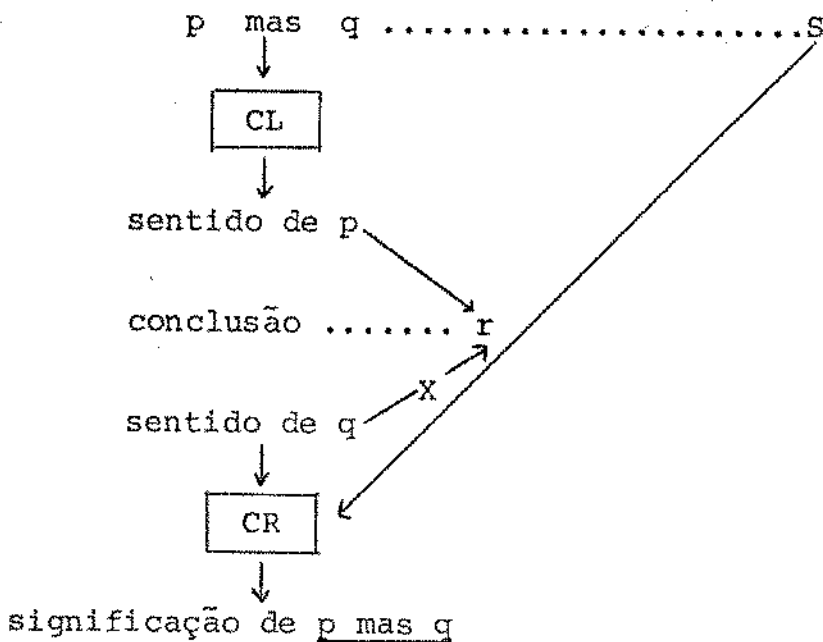 p mas q ........................S
CL
sentido de p
conclusão ....... r
X
sentido de q
CR
significação de p mas q